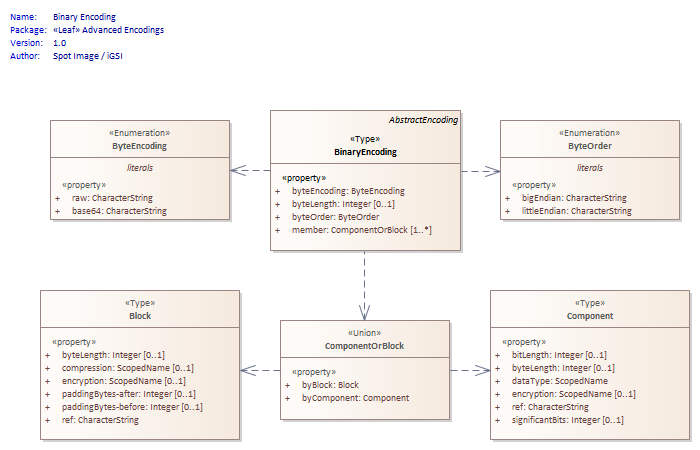 Name: Binary Encoding
Package: «Leaf» Advanced Encodings
Version: 1.0
Author: Spot Image / iGSI
«Enumeration»
ByteEncoding
literals
«property»
+ raw: CharacterString
+ base64: CharacterString
AbstractEncoding
«Type»
BinaryEncoding
«property»
+ byteEncoding: ByteEncoding
+ byteLength: Integer [0..1]
+ byteOrder: ByteOrder
+ member: ComponentOrBlock [1..*]
«Enumeration»
ByteOrder
literals
«property»
+ bigEndian: CharacterString
+ littleEndian: CharacterString
«Type»
Block
«property»
+ byteLength: Integer [0..1]
+ compression: ScopedName [0..1]
+ encryption: ScopedName [0..1]
+ paddingBytes-after: Integer [0..1]
+ paddingBytes-before: Integer [0..1]
+ ref: CharacterString
«Union»
ComponentOrBlock
«property»
+ byBlock: Block
+ byComponent: Component
«Type»
Component
«property»
+ bitLength: Integer [0..1]
+ byteLength: Integer [0..1]
+ dataType: ScopedName
+ encryption: ScopedName [0..1]
+ ref: CharacterString
+ significantBits: Integer [0..1]